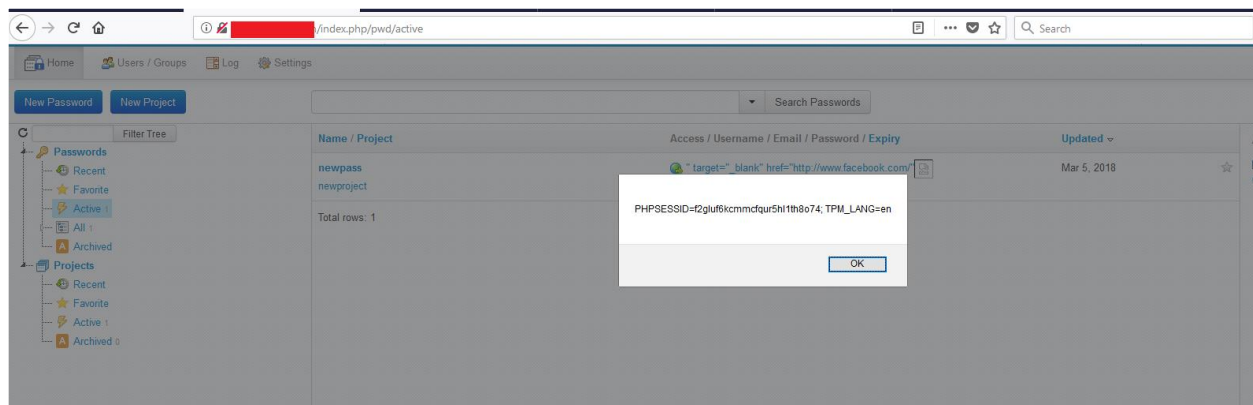 /index.php/pwd/active
Search
Home Users / Groups Log Settings
New Password New Project Search Passwords
Filter Tree
Passwords
Recent
Favorite
Active 1
All 1
Archived
Projects
Recent
Favorite
Active 1
Archived 0
Name / Project Access / Username / Email / Password / Expiry Updated
newpass " target="_blank" href="http://www.facebook.com/" Mar 5, 2018
newproject
Total rows: 1
PHPSESSID=f2gluf6kcmmcfqur5hl1th8o74; TPM_LANG=en
OK